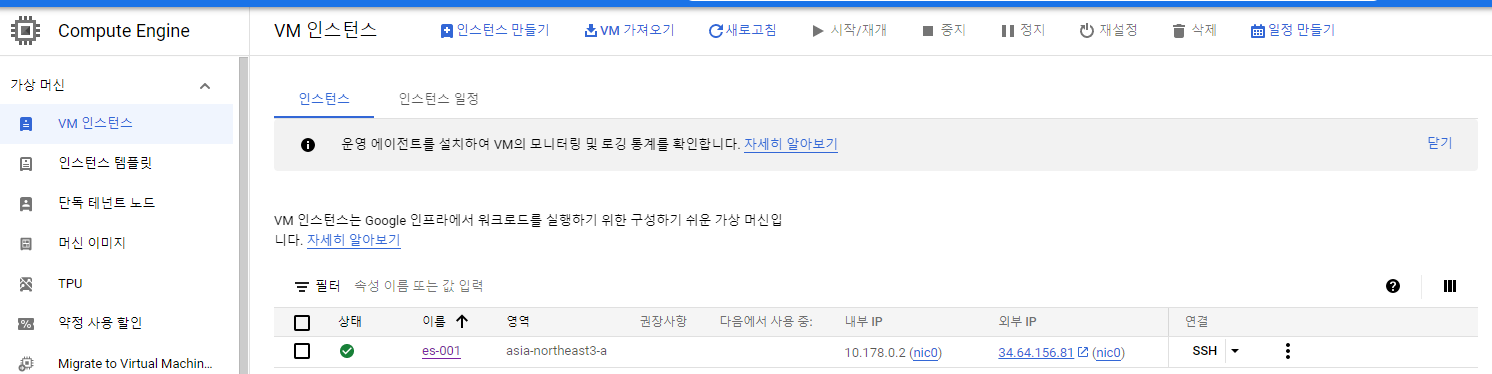 Compute Engine
VM 인스턴스
인스턴스 만들기
VM 가져오기
새로고침
시작/재개
중지
정지
재설정
삭제
일정 만들기
가상 머신
VM 인스턴스
인스턴스 템플릿
단독 테넌트 노드
머신 이미지
TPU
약정 사용 할인
Migrate to Virtual Machin...
인스턴스
인스턴스 일정
운영 에이전트를 설치하여 VM의 모니터링 및 로깅 통계를 확인합니다. 자세히 알아보기
닫기
VM 인스턴스는 Google 인프라에서 워크로드를 실행하기 위한 구성하기 쉬운 가상 머신입
니다. 자세히 알아보기
필터 속성 이름 또는 값 입력
상태 이름 영역 권장사항 다음에서 사용 중: 내부 IP 외부 IP 연결
es-001 asia-northeast3-a 10.178.0.2 (nic0) 34.64.156.81 (nic0) SSH